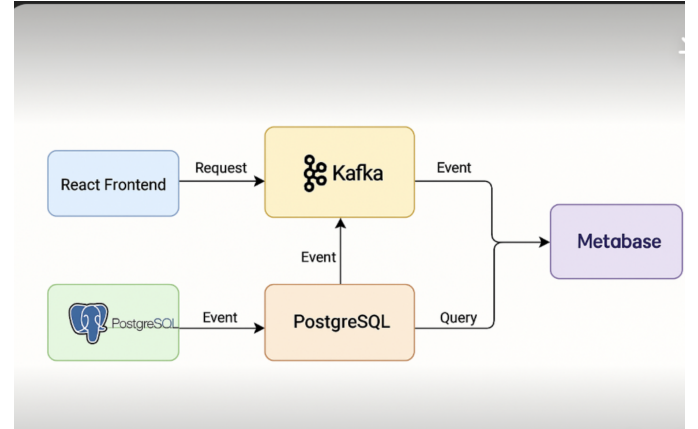 Request
Kafka
Event
React Frontend
Metabase
Event
PostgreSQL
Event
PostgreSQL
Query